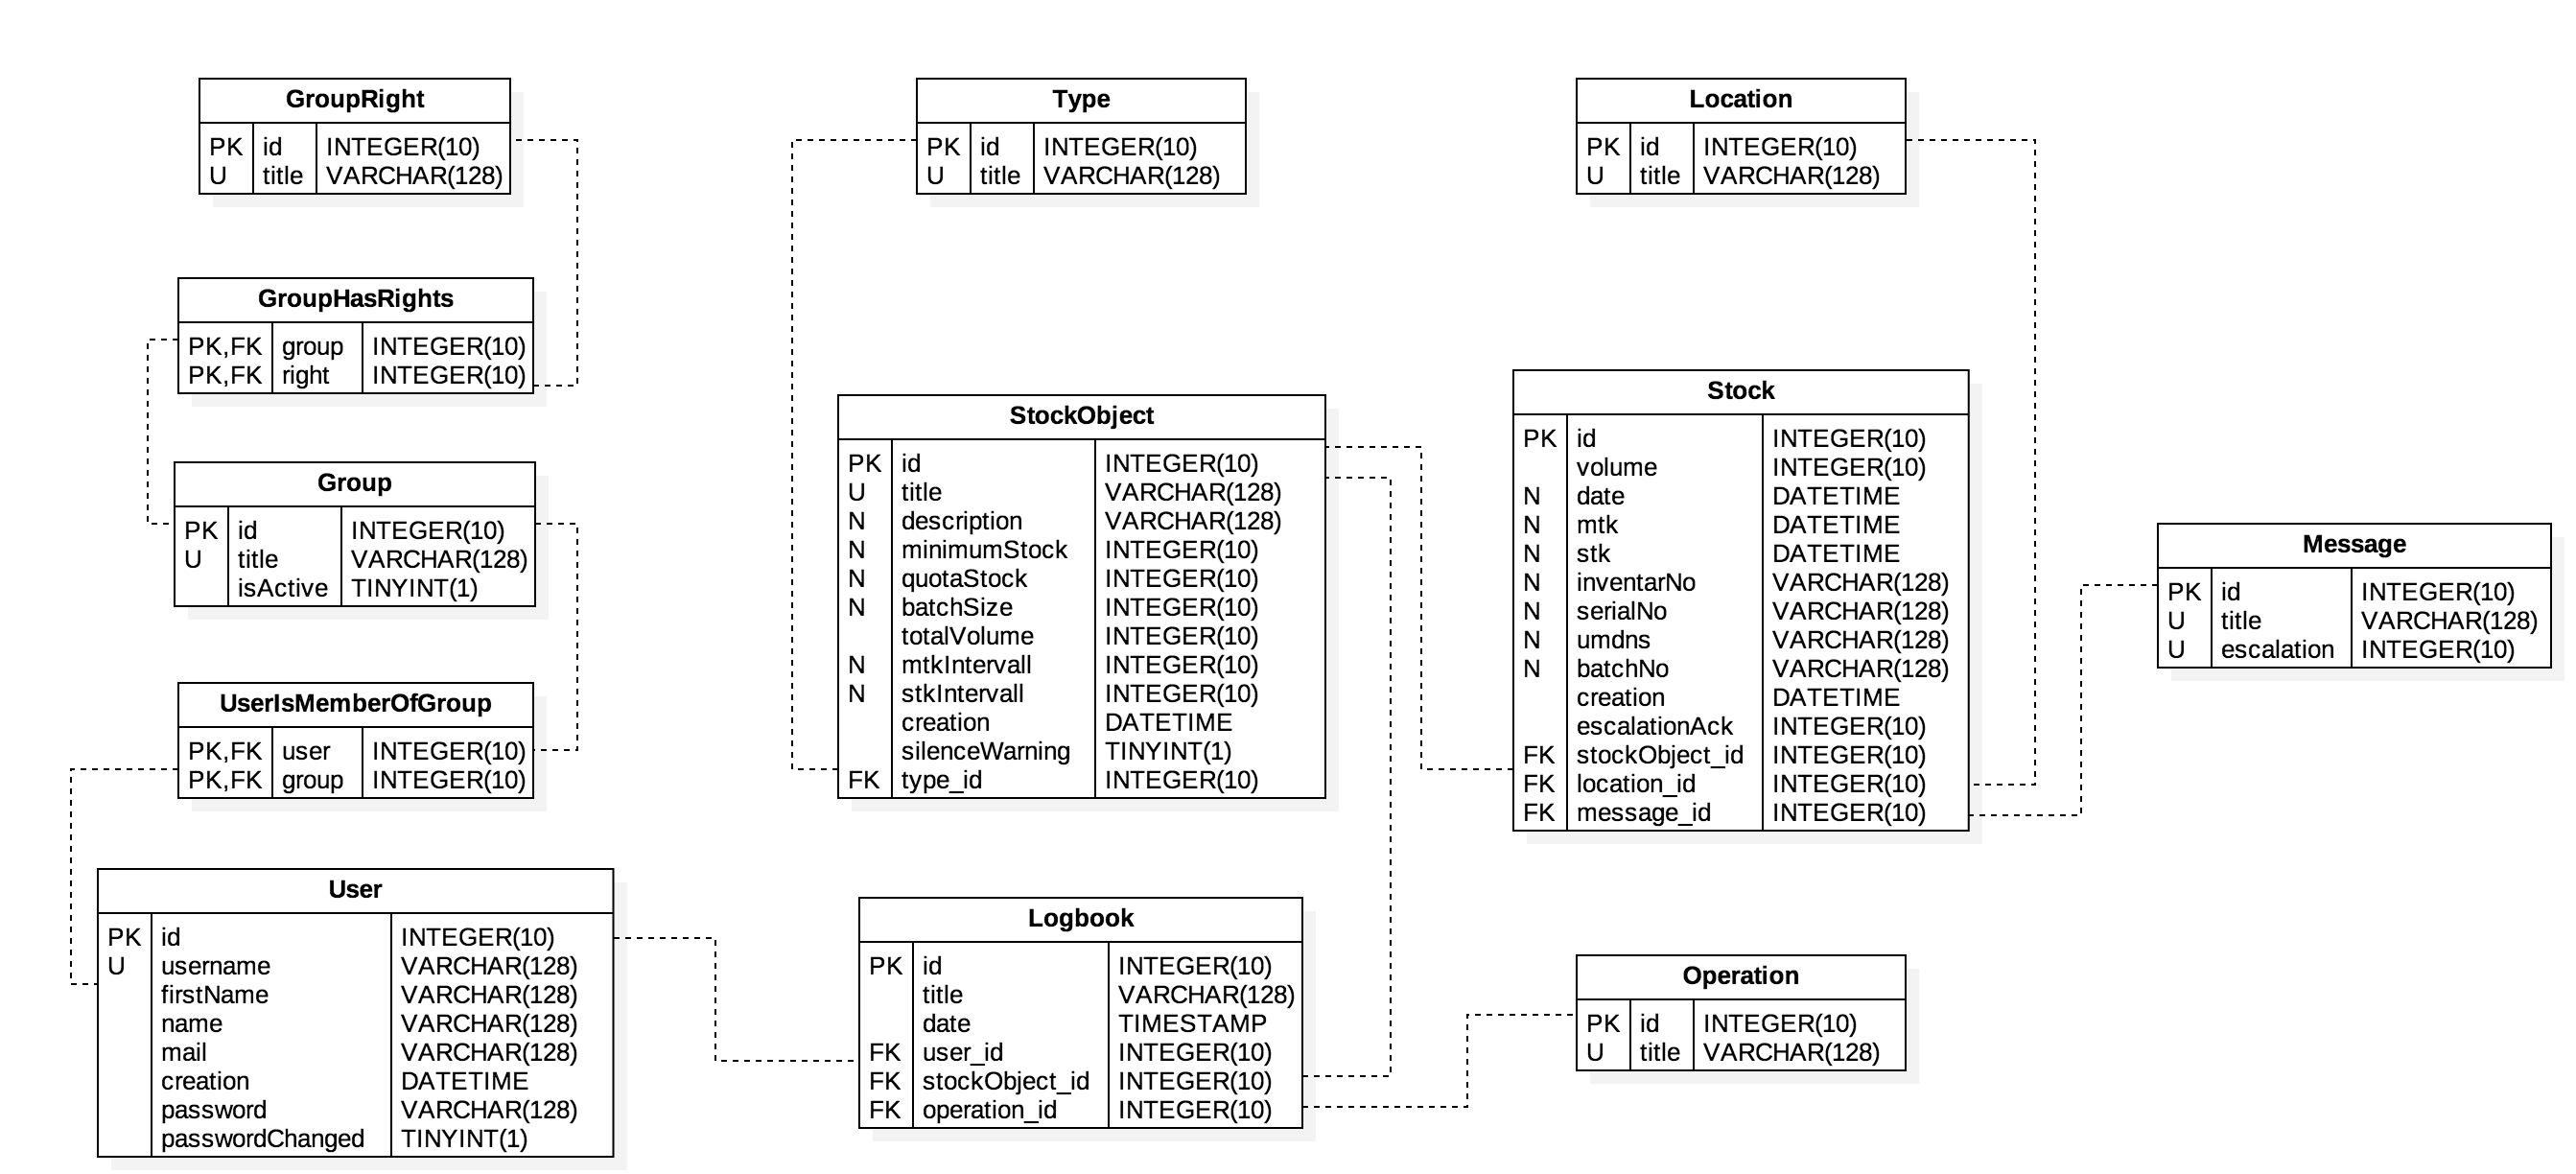 GroupRight
PK id INTEGER(10)
U title VARCHAR(128)
GroupHasRights
PK,FK group INTEGER(10)
PK,FK right INTEGER(10)
Group
PK id INTEGER(10)
U title VARCHAR(128)
isActive TINYINT(1)
UserIsMemberOfGroup
PK,FK user INTEGER(10)
PK,FK group INTEGER(10)
User
PK id INTEGER(10)
U username VARCHAR(128)
firstName VARCHAR(128)
name VARCHAR(128)
mail VARCHAR(128)
creation DATETIME
password VARCHAR(128)
passwordChanged TINYINT(1)
Type
PK id INTEGER(10)
U title VARCHAR(128)
StockObject
PK id INTEGER(10)
U title VARCHAR(128)
N description VARCHAR(128)
N minimumStock INTEGER(10)
N quotaStock INTEGER(10)
N batchSize INTEGER(10)
totalVolume INTEGER(10)
N mtkIntervall INTEGER(10)
N stkIntervall INTEGER(10)
creation DATETIME
silenceWarning TINYINT(1)
FK type_id INTEGER(10)
Logbook
PK id INTEGER(10)
title VARCHAR(128)
date TIMESTAMP
FK user_id INTEGER(10)
FK stockObject_id INTEGER(10)
FK operation_id INTEGER(10)
Location
PK id INTEGER(10)
U title VARCHAR(128)
Stock
PK id INTEGER(10)
volume INTEGER(10)
N date DATETIME
N mtk DATETIME
N stk DATETIME
N inventarNo VARCHAR(128)
N serialNo VARCHAR(128)
N umdns VARCHAR(128)
N batchNo VARCHAR(128)
creation DATETIME
escalationAck INTEGER(10)
FK stockObject_id INTEGER(10)
FK location_id INTEGER(10)
FK message_id INTEGER(10)
Operation
PK id INTEGER(10)
U title VARCHAR(128)
Message
PK id INTEGER(10)
U title VARCHAR(128)
U escalation INTEGER(10)